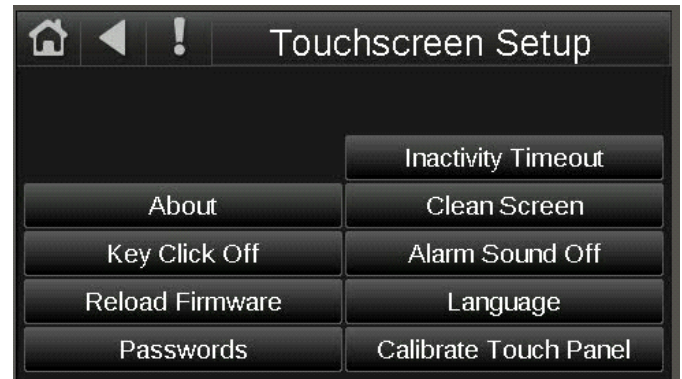 Touchscreen Setup
Inactivity Timeout
About
Clean Screen
Key Click Off
Alarm Sound Off
Reload Firmware
Language
Passwords
Calibrate Touch Panel